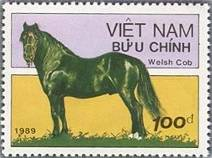 VIỆT NAM
BƯU CHÍNH
Welsh Cob
1989
100đ